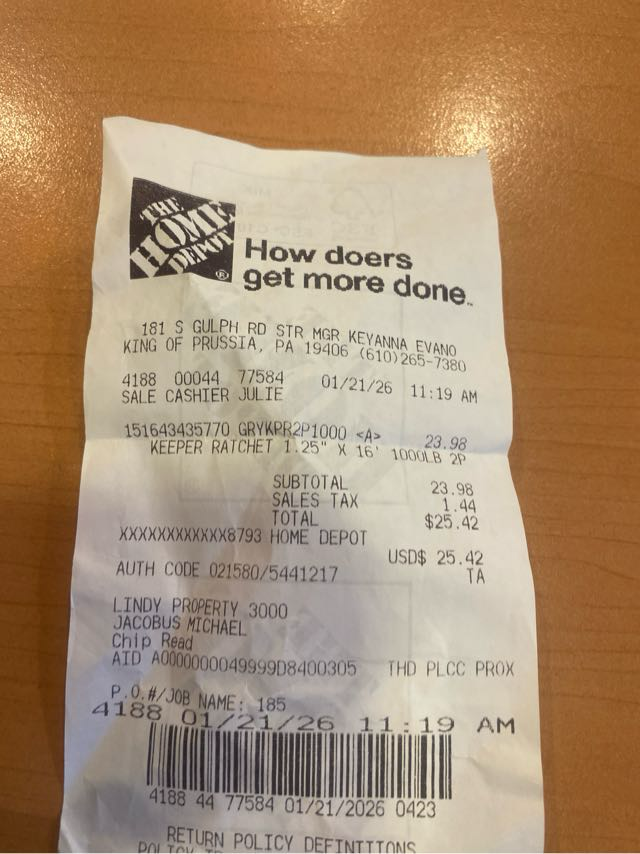 THE
HOME
DEPOT
®
How doers
get more done™
181 S GULPH RD STR MGR KEYANNA EVANO
KING OF PRUSSIA, PA 19406 (610)265-7380
4188 00044 77584 01/21/26 11:19 AM
SALE CASHIER JULIE
151643435770 GRYKPR2P1000 <A> 23.98
KEEPER RATCHET 1.25" X 16' 1000LB 2P
SUBTOTAL 23.98
SALES TAX 1.44
TOTAL $25.42
XXXXXXXXXXXX8793 HOME DEPOT
USD$ 25.42
AUTH CODE 021580/5441217 TA
LINDY PROPERTY 3000
JACOBUS MICHAEL
Chip Read
AID A0000000049999D8400305 THD PLCC PROX
P.O.#/JOB NAME: 185
4188 01/21/26 11:19 AM
4188 44 77584 01/21/2026 0423
RETURN POLICY DEFINITIONS